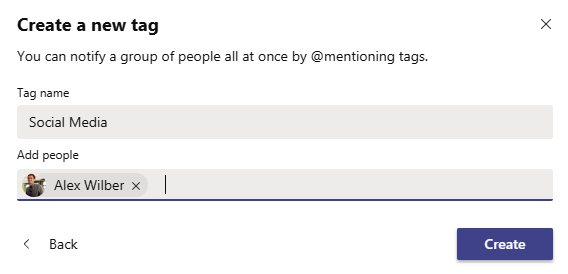 Create a new tag
You can notify a group of people all at once by @mentioning tags.
Tag name
Social Media
Add people
Alex Wilber
Back
Create